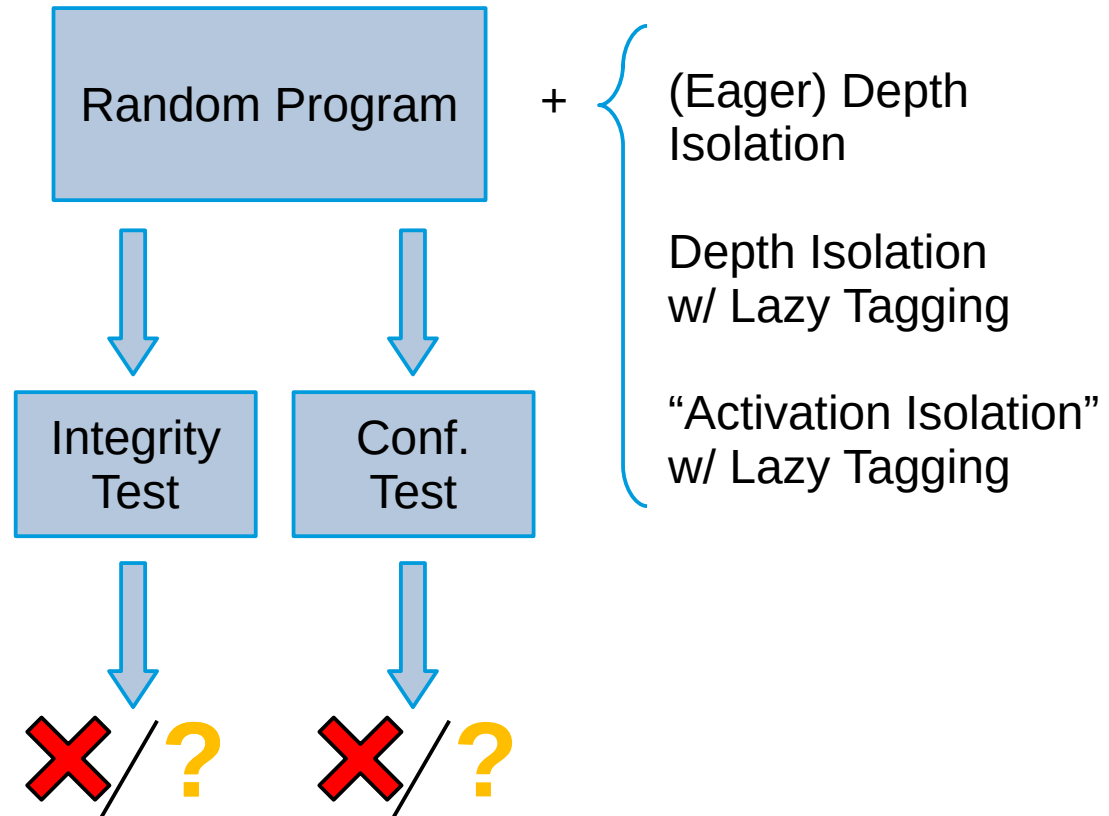 Random Program
+
(Eager) Depth
Isolation
Depth Isolation
w/ Lazy Tagging
“Activation Isolation”
w/ Lazy Tagging
Integrity
Test
Conf.
Test
/?
/?